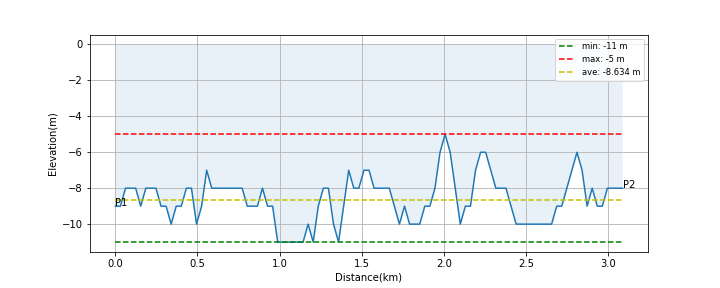 min: -11 m
max: -5 m
ave: -8.634 m
0
−2
−4
−6
−8
−10
Elevation(m)
P1
P2
0.0 0.5 1.0 1.5 2.0 2.5 3.0
Distance(km)